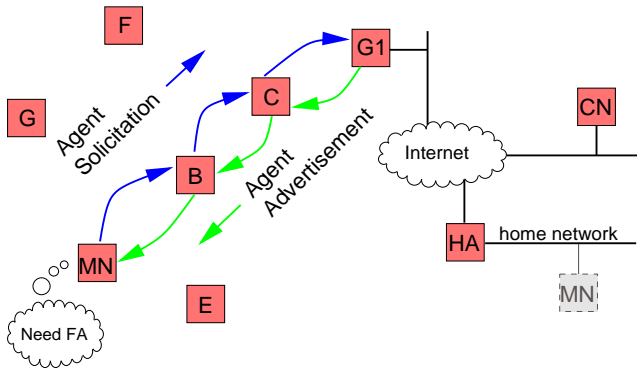 F
G1
G
Agent
Solicitation
C
CN
B
Agent
Advertisement
Internet
MN
HA
home network
E
MN
Need FA